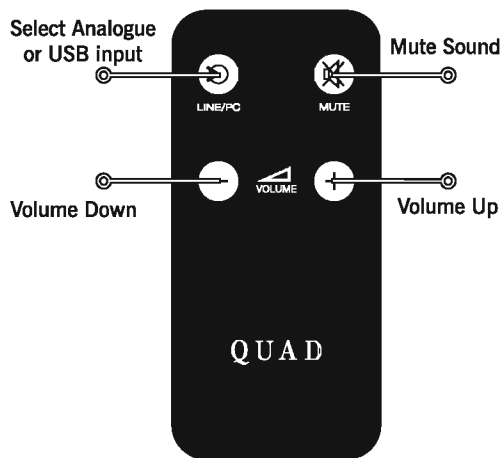 Select Analogue
or USB input
Mute Sound
LINE/PC
MUTE
Volume Down
VOLUME
Volume Up
QUAD